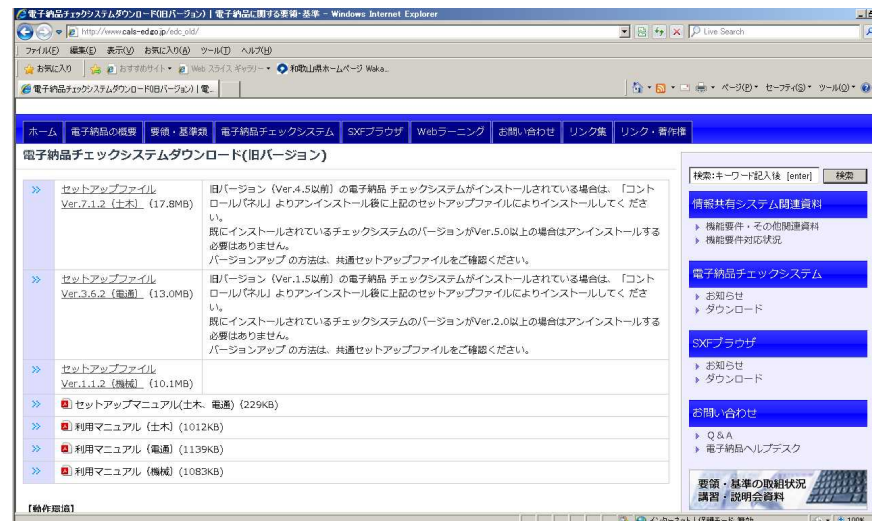 電子納品チェックシステムダウンロード(旧バージョン) | 電子納品に関する要領・基準 - Windows Internet Explorer
http://www.cals-ed.go.jp/edc_old/
Live Search
ファイル(F) 編集(E) 表示(V) お気に入り(A) ツール(T) ヘルプ(H)
お気に入り おすすめサイト Web スライス ギャラリー 和歌山県ホームページ Waka...
電子納品チェックシステムダウンロード(旧バージョン) | 電...
ページ(P) セーフティ(S) ツール(O)
ホーム 電子納品の概要 要領・基準類 電子納品チェックシステム SXFブラウザ Webラーニング お問い合わせ リンク集 リンク・著作権
電子納品チェックシステムダウンロード(旧バージョン)
セットアップファイル
Ver.7.1.2（土木） (17.8MB)
旧バージョン（Ver.4.5以前）の電子納品 チェックシステムがインストールされている場合は、「コント
ロールパネル」よりアンインストール後に上記のセットアップファイルによりインストールしてく ださ
い。
既にインストールされているチェックシステムのバージョンがVer.5.0以上の場合はアンインストールする
必要はありません。
バージョンアップ の方法は、共通セットアップファイルをご確認ください。
セットアップファイル
Ver.3.6.2（電通） (13.0MB)
旧バージョン（Ver.1.5以前）の電子納品 チェックシステムがインストールされている場合は、「コント
ロールパネル」よりアンインストール後に上記のセットアップファイルによりインストールしてく ださ
い。
既にインストールされているチェックシステムのバージョンがVer.2.0以上の場合はアンインストールする
必要はありません。
バージョンアップ の方法は、共通セットアップファイルをご確認ください。
セットアップファイル
Ver.1.1.2（機械） (10.1MB)
セットアップマニュアル(土木、電通) (229KB)
利用マニュアル（土木）(1012KB)
利用マニュアル（電通）(1139KB)
利用マニュアル（機械）(1083KB)
【動作環境】
検索:キーワード記入後 [enter] 検索
情報共有システム関連資料
機能要件・その他関連資料
機能要件対応状況
電子納品チェックシステム
お知らせ
ダウンロード
SXFブラウザ
お知らせ
ダウンロード
お問い合わせ
Q&A
電子納品ヘルプデスク
要領・基準の取組状況
講習・説明会資料
インターネット | 保護モード: 無効 100%